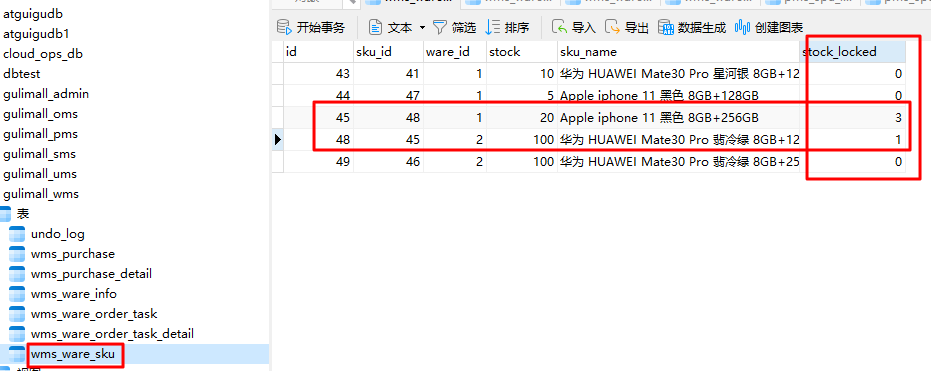 atguigudb
atguigudb1
cloud_ops_db
dbtest
gulimall_admin
gulimall_oms
gulimall_pms
gulimall_sms
gulimall_ums
gulimall_wms
表
undo_log
wms_purchase
wms_purchase_detail
wms_ware_info
wms_ware_order_task
wms_ware_order_task_detail
wms_ware_sku
开始事务 文本 筛选 排序 导入 导出 数据生成 创建图表
id sku_id ware_id stock sku_name stock_locked
43 41 1 10 华为 HUAWEI Mate30 Pro 星河银 8GB+12 0
44 47 1 5 Apple iphone 11 黑色 8GB+128GB 0
45 48 1 20 Apple iphone 11 黑色 8GB+256GB 3
48 45 2 100 华为 HUAWEI Mate30 Pro 翡冷绿 8GB+12 1
49 46 2 100 华为 HUAWEI Mate30 Pro 翡冷绿 8GB+25 0